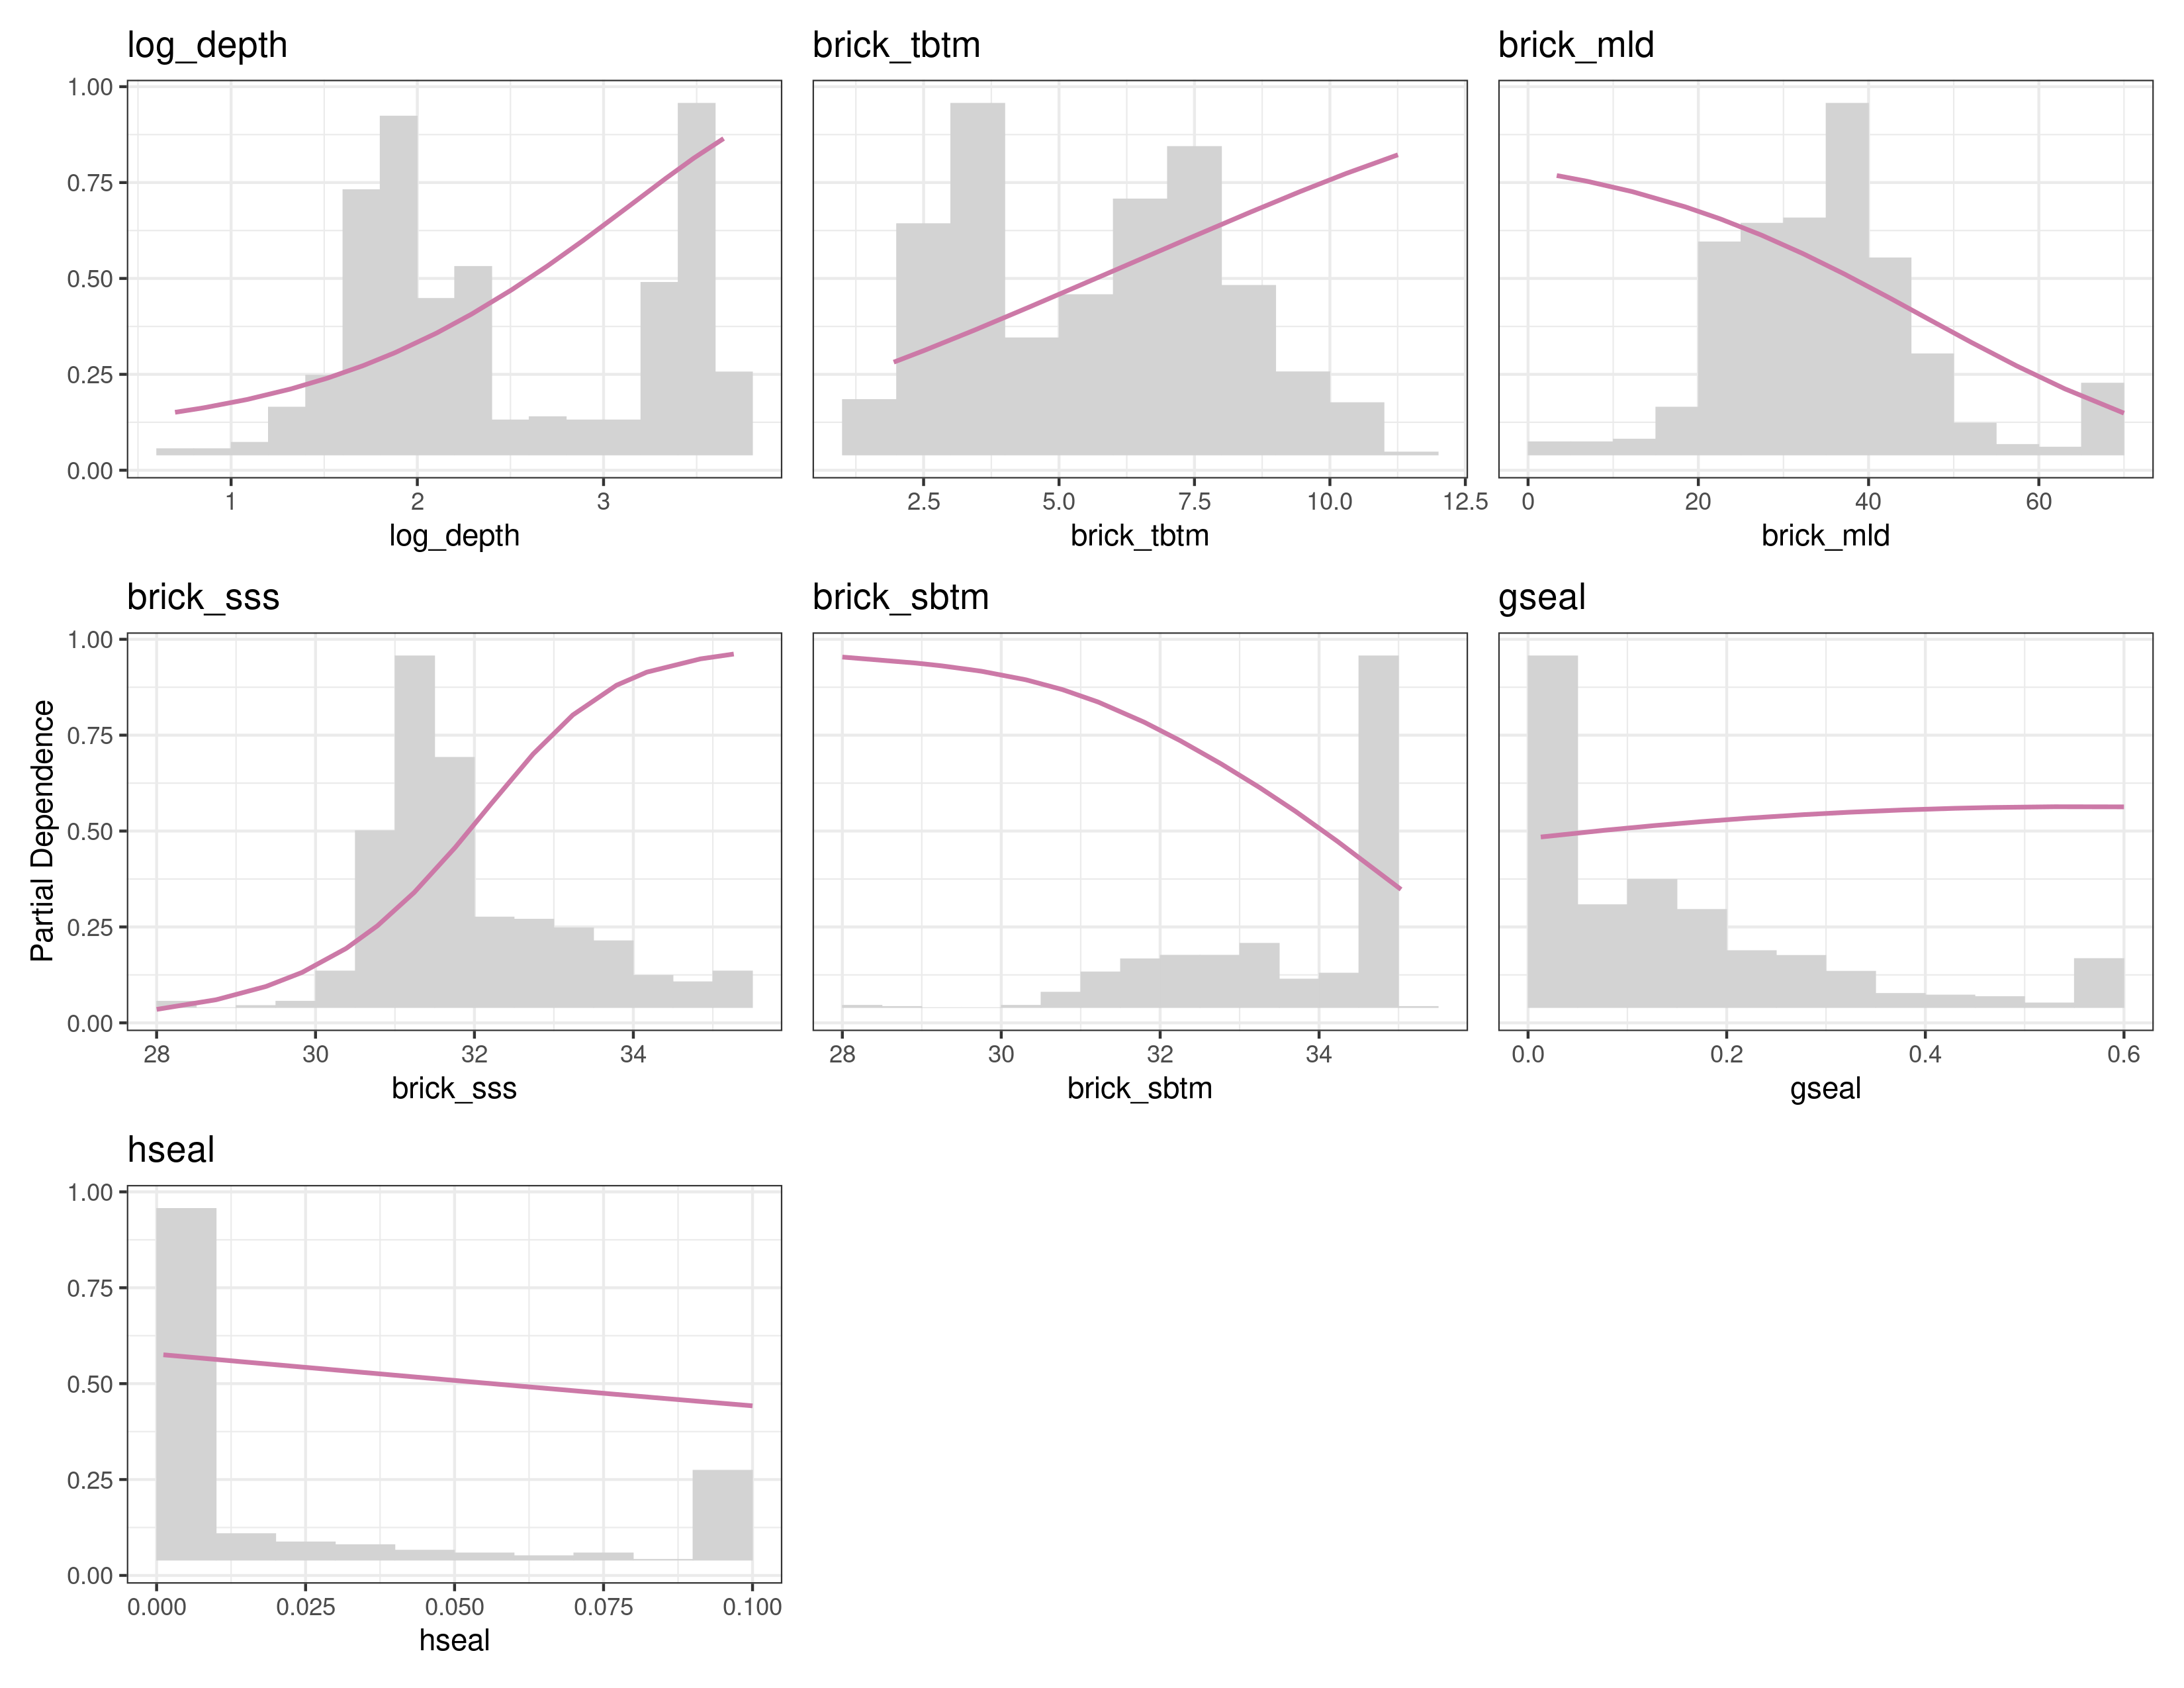 log_depth
brick_tbtm
brick_mld
1.00
0.75
0.50
0.25
0.00
1 2 3
2.5 5.0 7.5 10.0 12.5
0 20 40 60
log_depth
brick_tbtm
brick_mld
brick_sss
brick_sbtm
gseal
Partial Dependence
1.00
0.75
0.50
0.25
0.00
28 30 32 34
28 30 32 34
0.0 0.2 0.4 0.6
brick_sss
brick_sbtm
gseal
hseal
1.00
0.75
0.50
0.25
0.00
0.000 0.025 0.050 0.075 0.100
hseal